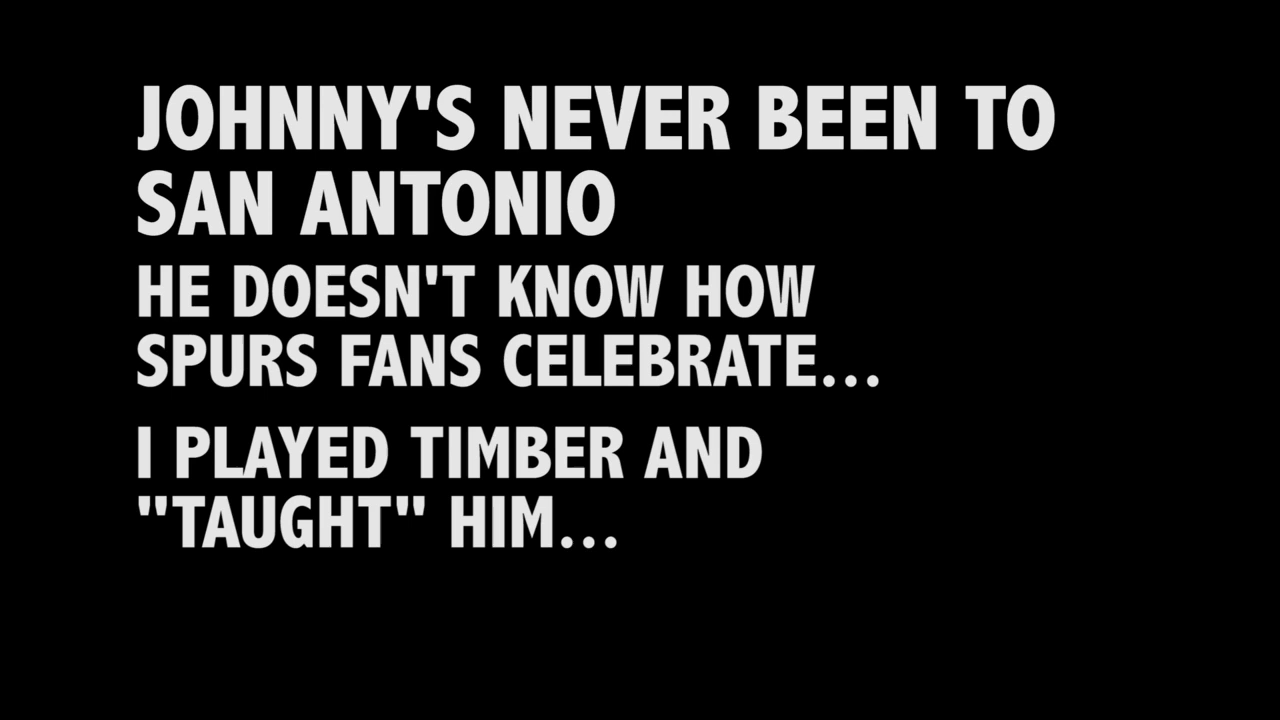 JOHNNY'S NEVER BEEN TO
SAN ANTONIO
HE DOESN'T KNOW HOW
SPURS FANS CELEBRATE...
I PLAYED TIMBER AND
"TAUGHT" HIM...